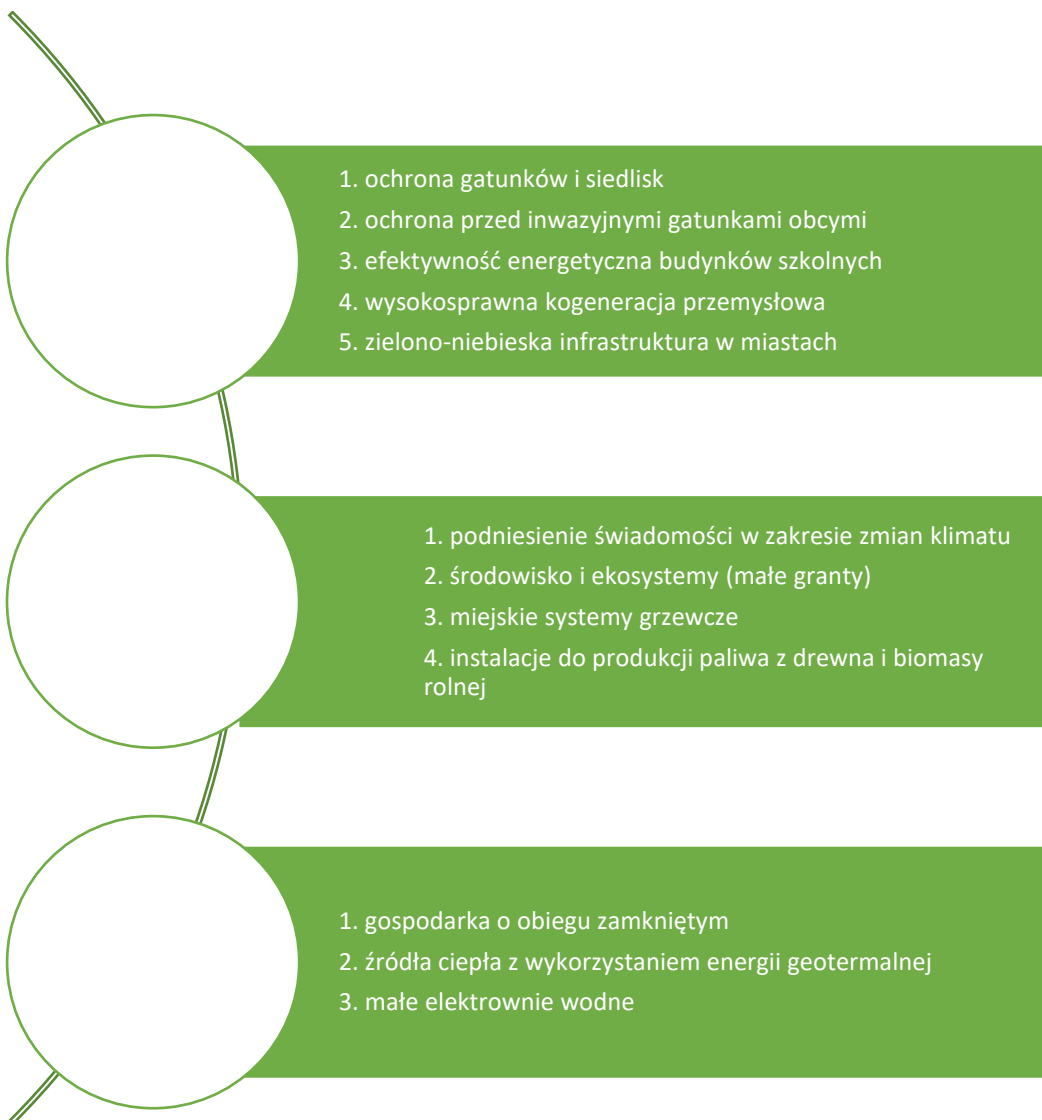 1. ochrona gatunków i siedlisk
2. ochrona przed inwazyjnymi gatunkami obcymi
3. efektywność energetyczna budynków szkolnych
4. wysokosprawna kogeneracja przemysłowa
5. zielono-niebieska infrastruktura w miastach
1. podniesienie świadomości w zakresie zmian klimatu
2. środowisko i ekosystemy (małe granty)
3. miejskie systemy grzewcze
4. instalacje do produkcji paliwa z drewna i biomasy
rolnej
1. gospodarka o obiegu zamkniętym
2. źródła ciepła z wykorzystaniem energii geotermalnej
3. małe elektrownie wodne